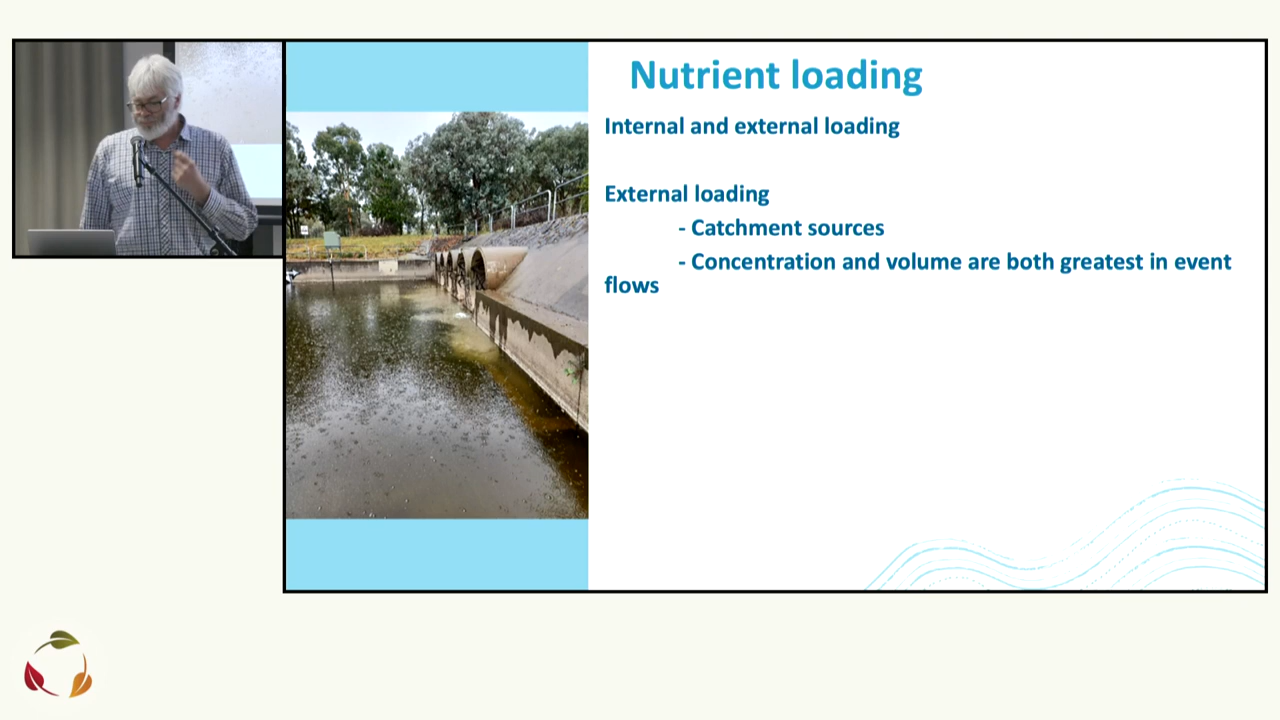 Nutrient loading
Internal and external loading
External loading
- Catchment sources
- Concentration and volume are both greatest in event
flows